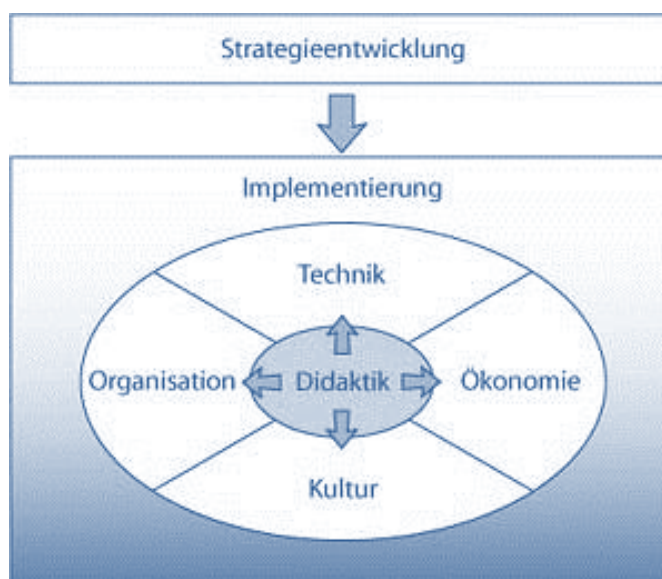 Strategieentwicklung
Implementierung
Technik
Organisation
Didaktik
Ökonomie
Kultur